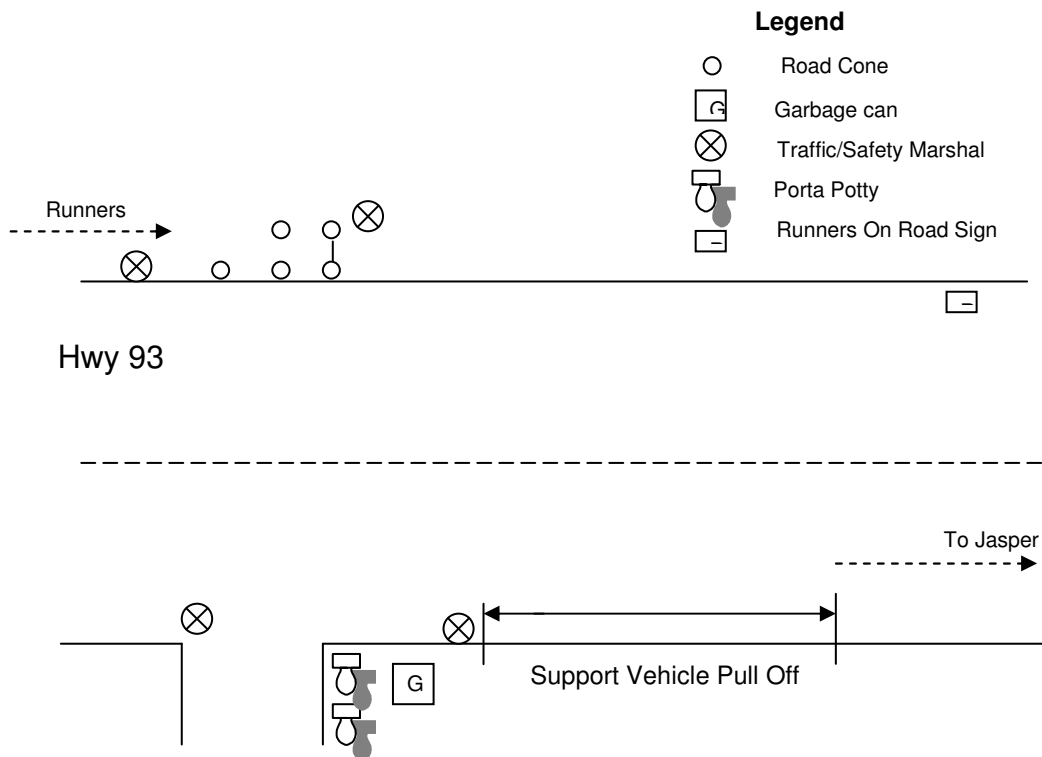 Legend
Road Cone
G
Garbage can
Traffic/Safety Marshal
Porta Potty
Runners On Road Sign
Runners
Hwy 93
To Jasper
Support Vehicle Pull Off
G